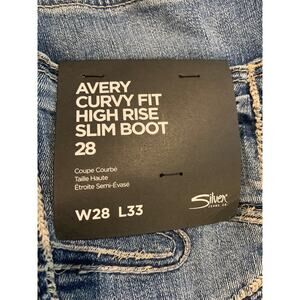 AVERY
CURVY FIT
HIGH RISE
SLIM BOOT
28
Coupe Courbé
Taille Haute
Étroite Semi-Évasé
W28 L33
Silver
JEANS CO.